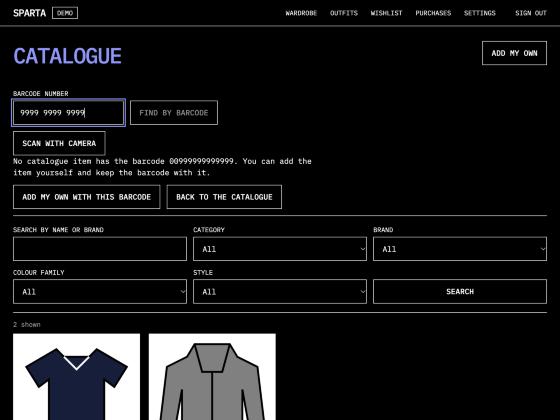 SPARTA DEMO WARDROBE OUTFITS WISHLIST PURCHASES SETTINGS SIGN OUT
CATALOGUE
ADD MY OWN
BARCODE NUMBER
9999 9999 9999
FIND BY BARCODE
SCAN WITH CAMERA
No catalogue item has the barcode 00999999999999. You can add the
item yourself and keep the barcode with it.
ADD MY OWN WITH THIS BARCODE BACK TO THE CATALOGUE
SEARCH BY NAME OR BRAND CATEGORY BRAND
All All
COLOUR FAMILY STYLE
All All SEARCH
2 shown